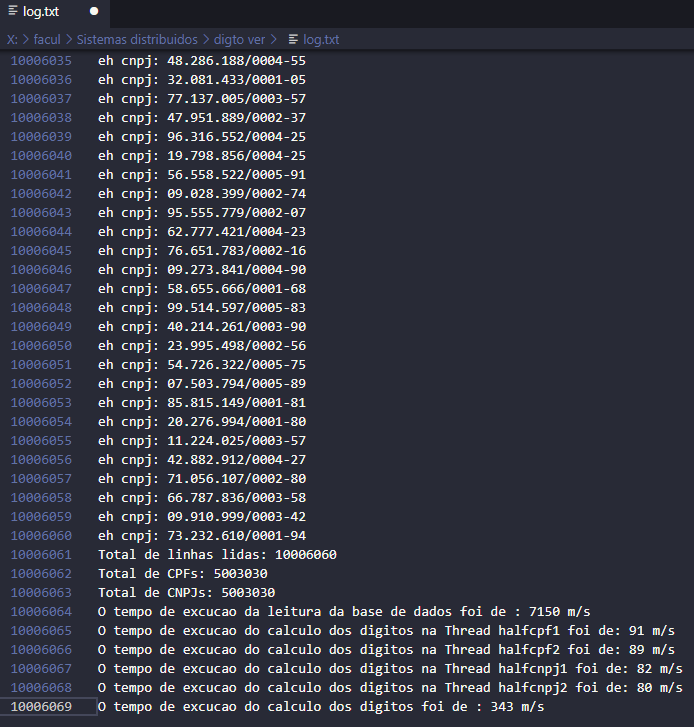 log.txt
X: > facul > Sistemas distribuidos > digto ver > log.txt
10006035 eh cnpj: 48.286.188/0004-55
10006036 eh cnpj: 32.081.433/0001-05
10006037 eh cnpj: 77.137.005/0003-57
10006038 eh cnpj: 47.951.889/0002-37
10006039 eh cnpj: 96.316.552/0004-25
10006040 eh cnpj: 19.798.856/0004-25
10006041 eh cnpj: 56.558.522/0005-91
10006042 eh cnpj: 09.028.399/0002-74
10006043 eh cnpj: 95.555.779/0002-07
10006044 eh cnpj: 62.777.421/0004-23
10006045 eh cnpj: 76.651.783/0002-16
10006046 eh cnpj: 09.273.841/0004-90
10006047 eh cnpj: 58.655.666/0001-68
10006048 eh cnpj: 99.514.597/0005-83
10006049 eh cnpj: 40.214.261/0003-90
10006050 eh cnpj: 23.995.498/0002-56
10006051 eh cnpj: 54.726.322/0005-75
10006052 eh cnpj: 07.503.794/0005-89
10006053 eh cnpj: 85.815.149/0001-81
10006054 eh cnpj: 20.276.994/0001-80
10006055 eh cnpj: 11.224.025/0003-57
10006056 eh cnpj: 42.882.912/0004-27
10006057 eh cnpj: 71.056.107/0002-80
10006058 eh cnpj: 66.787.836/0003-58
10006059 eh cnpj: 09.910.999/0003-42
10006060 eh cnpj: 73.232.610/0001-94
10006061 Total de linhas lidas: 10006060
10006062 Total de CPFs: 5003030
10006063 Total de CNPJs: 5003030
10006064 O tempo de excucao da leitura da base de dados foi de : 7150 m/s
10006065 O tempo de excucao do calculo dos digitos na Thread halfcpf1 foi de: 91 m/s
10006066 O tempo de excucao do calculo dos digitos na Thread halfcpf2 foi de: 89 m/s
10006067 O tempo de excucao do calculo dos digitos na Thread halfcnpj1 foi de: 82 m/s
10006068 O tempo de excucao do calculo dos digitos na Thread halfcnpj2 foi de: 80 m/s
10006069 O tempo de excucao do calculo dos digitos foi de : 343 m/s